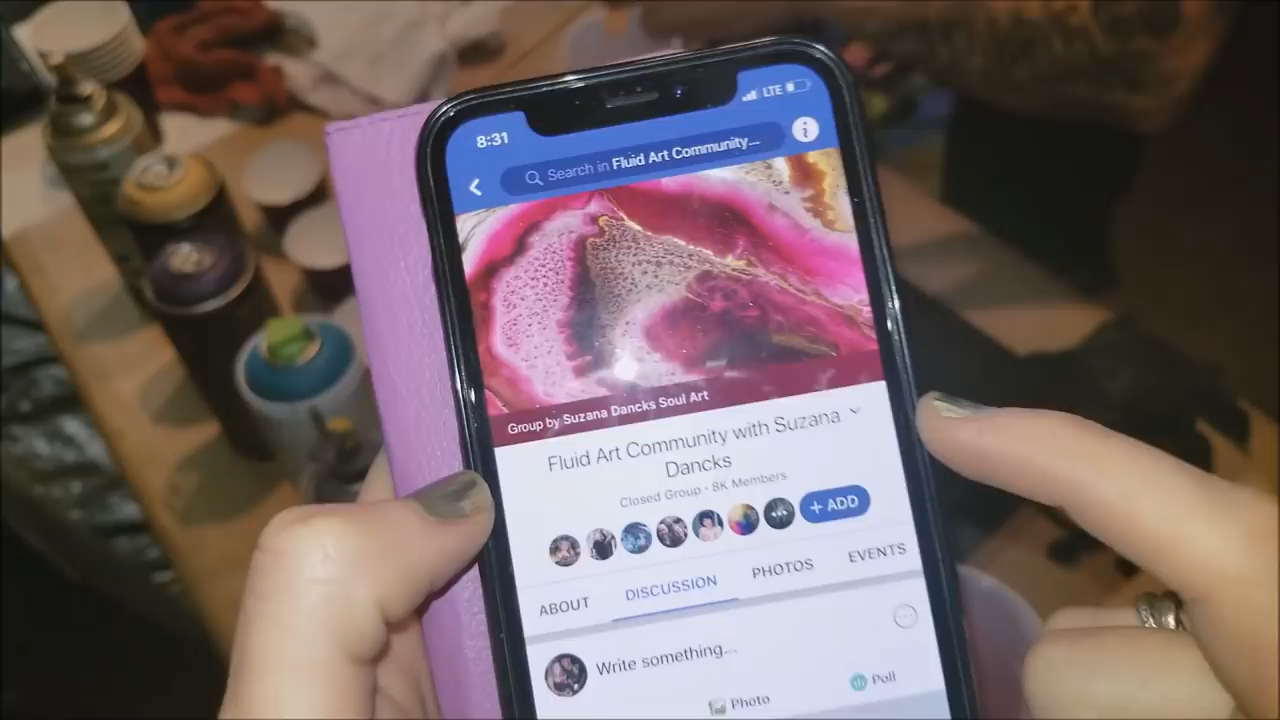 8:31
LTE
Search in Fluid Art Community...
Group by Suzana Dancks Soul Art
Fluid Art Community with Suzana
Dancks
Closed Group • 8K Members
+ ADD
ABOUT DISCUSSION PHOTOS EVENTS
Write something...
Photo Poll